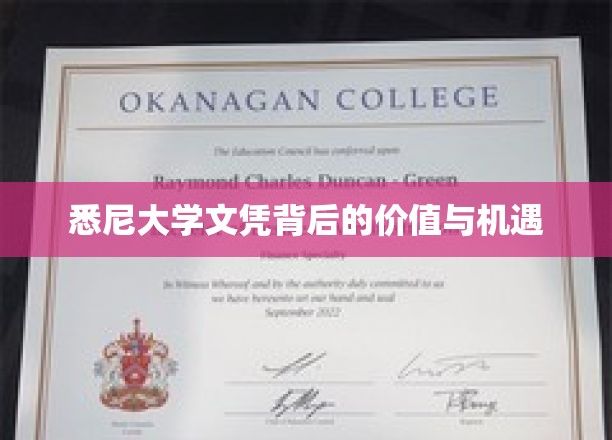 OKANAGAN COLLEGE
The Education Council has conferred upon
Raymond Charles Duncan - Green
悉尼大学文凭背后的价值与机遇
Finance Specialty
In Witness Whereof and by the authority duly committed to us
we have hereunto set our hand and seal
September 2022